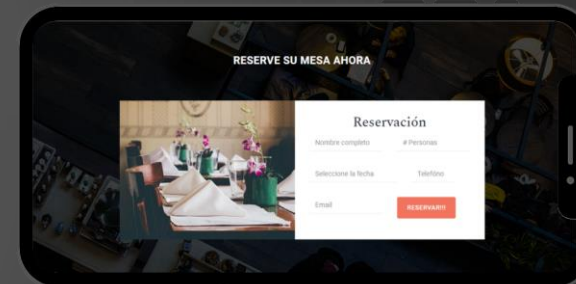 RESERVE SU MESA AHORA
Reservación
Nombre completo
# Personas
Seleccione la fecha
Teléfono
Email
RESERVAR!!!